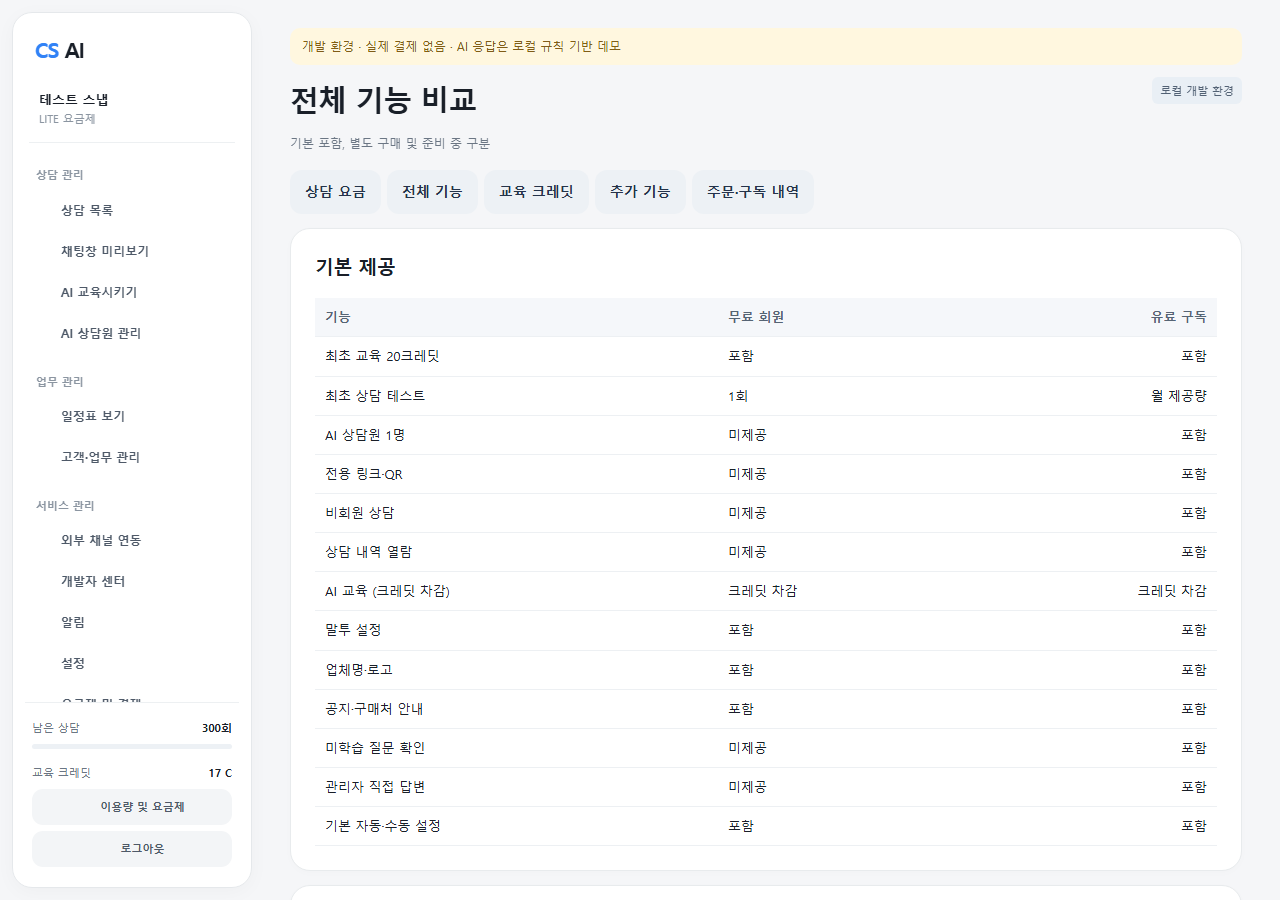 CS AI
테스트 스냅
LITE 요금제
상담 관리
상담 목록
채팅창 미리보기
AI 교육시키기
AI 상담원 관리
업무 관리
일정표 보기
고객·업무 관리
서비스 관리
외부 채널 연동
개발자 센터
알림
설정
남은 상담 300회
교육 크레딧 17 C
이용량 및 요금제
로그아웃
개발 환경 · 실제 결제 없음 · AI 응답은 로컬 규칙 기반 데모
전체 기능 비교
로컬 개발 환경
기본 포함, 별도 구매 및 준비 중 구분
상담 요금 전체 기능 교육 크레딧 추가 기능 주문·구독 내역
기본 제공
기능 무료 회원 유료 구독
최초 교육 20크레딧 포함 포함
최초 상담 테스트 1회 월 제공량
AI 상담원 1명 미제공 포함
전용 링크·QR 미제공 포함
비회원 상담 미제공 포함
상담 내역 열람 미제공 포함
AI 교육 (크레딧 차감) 크레딧 차감 크레딧 차감
말투 설정 포함 포함
업체명·로고 포함 포함
공지·구매처 안내 포함 포함
미학습 질문 확인 미제공 포함
관리자 직접 답변 미제공 포함
기본 자동·수동 설정 포함 포함